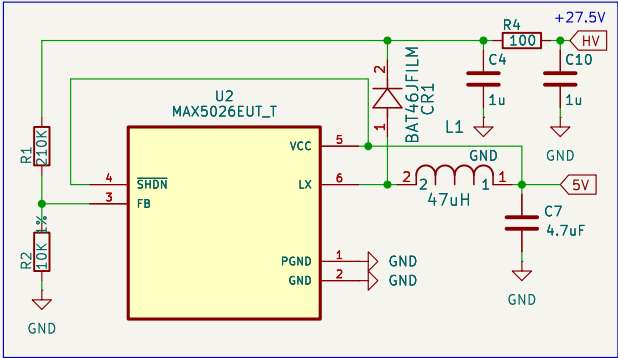 +27.5V
R4
100
HV
C4
1u
C10
1u
GND
GND
BAT46JFILM
CR1
2
1
L1
U2
MAX5026EUT_T
R1
210K
1%
R2
10K
GND
4
SHDN
3
FB
VCC
5
LX
6
PGND
1
GND
GND
2
GND
2
2
1
1
47uH
5V
C7
4.7uF
GND